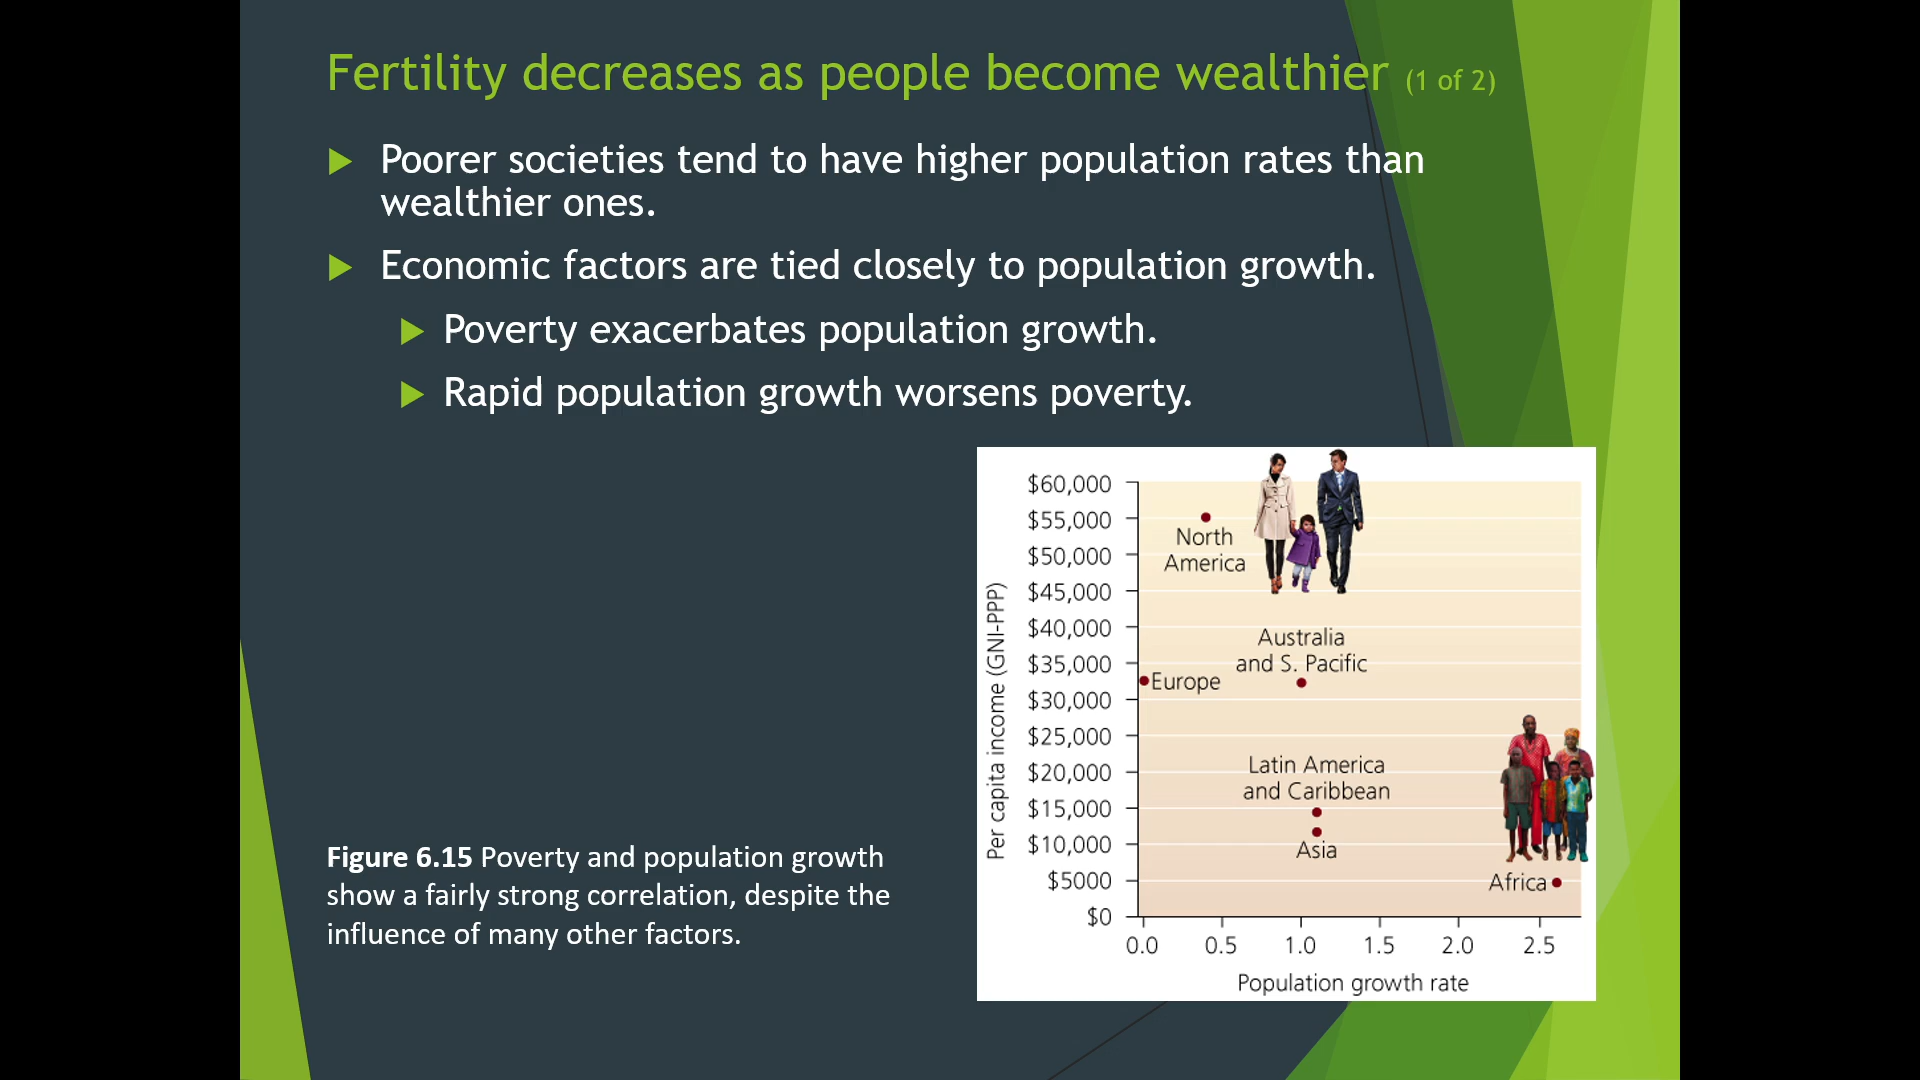 Fertility decreases as people become wealthier (1 of 2)
Poorer societies tend to have higher population rates than
wealthier ones.
Economic factors are tied closely to population growth.
Poverty exacerbates population growth.
Rapid population growth worsens poverty.
Figure 6.15 Poverty and population growth
show a fairly strong correlation, despite the
influence of many other factors.
Per capita income (GNI-PPP)
$60,000
$55,000
$50,000
$45,000
$40,000
$35,000
$30,000
$25,000
$20,000
$15,000
$10,000
$5000
$0
North
America
Australia
and S. Pacific
Europe
Latin America
and Caribbean
Asia
Africa
0.0 0.5 1.0 1.5 2.0 2.5
Population growth rate